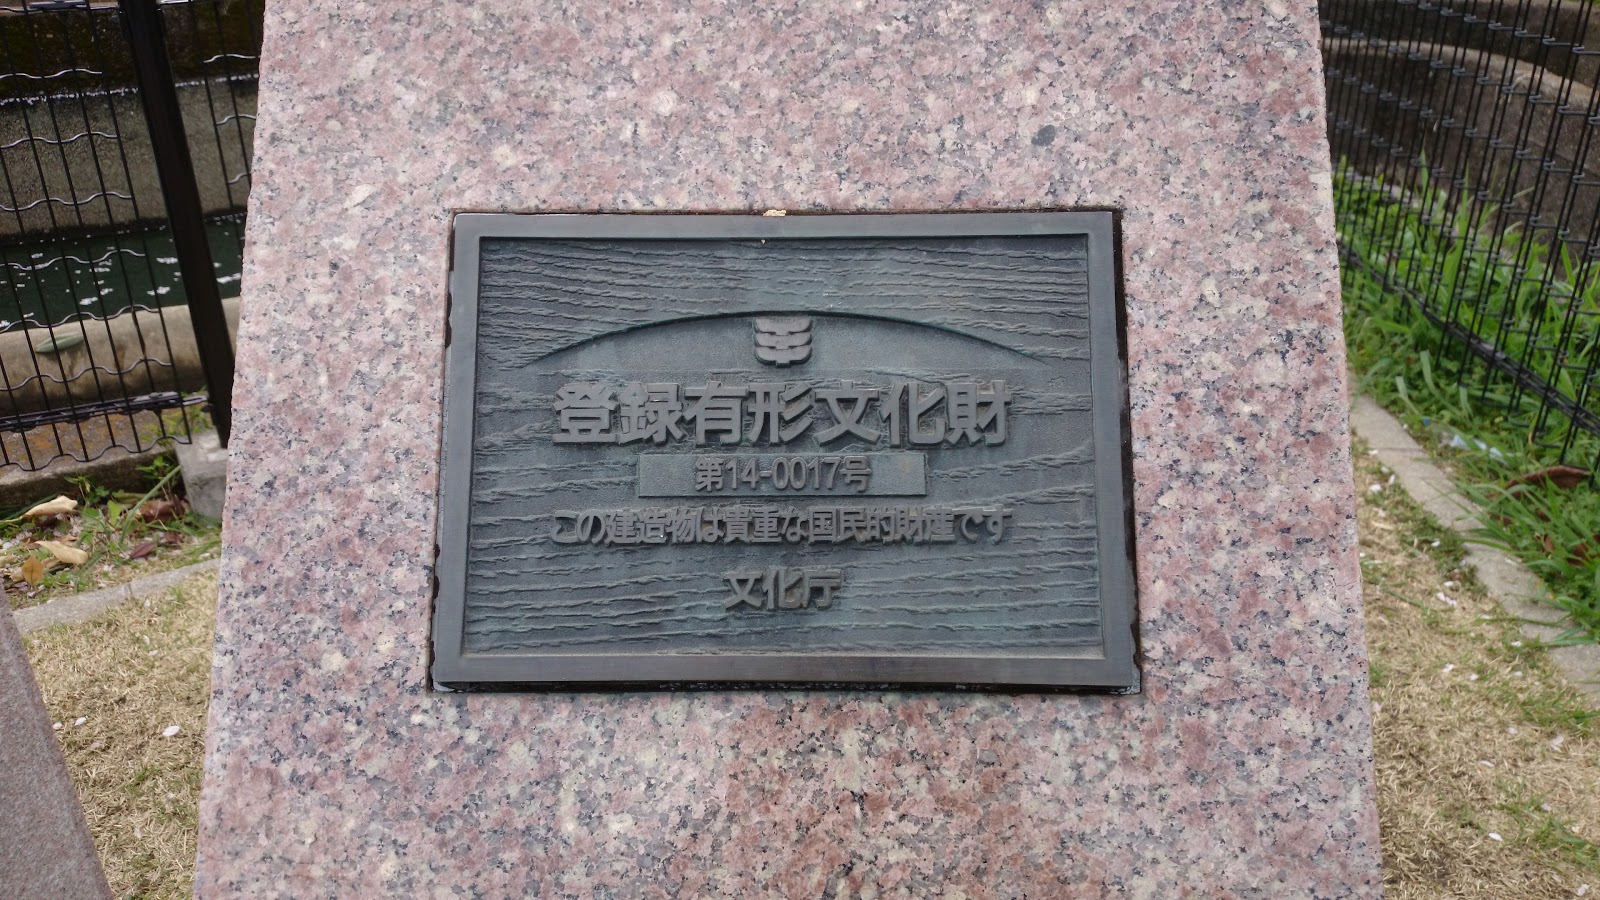 登録有形文化財
第14-0017号
この建造物は貴重な国民的財産です
文化庁